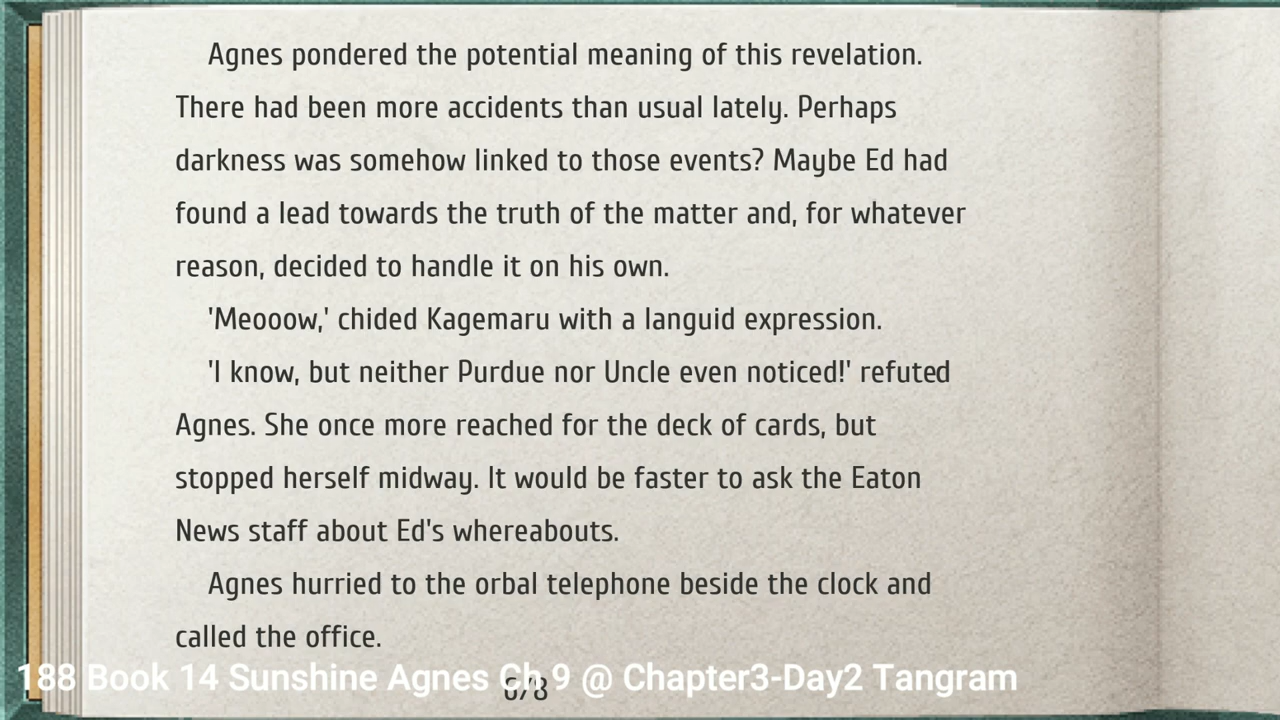 Agnes pondered the potential meaning of this revelation.
There had been more accidents than usual lately. Perhaps
darkness was somehow linked to those events? Maybe Ed had
found a lead towards the truth of the matter and, for whatever
reason, decided to handle it on his own.
'Meooow,' chided Kagemaru with a languid expression.
'I know, but neither Purdue nor Uncle even noticed!' refuted
Agnes. She once more reached for the deck of cards, but
stopped herself midway. It would be faster to ask the Eaton
News staff about Ed's whereabouts.
Agnes hurried to the orbal telephone beside the clock and
called the office.
188 Book 14 Sunshine Agnes Ch 9 @ Chapter3-Day2 Tangram
6/8